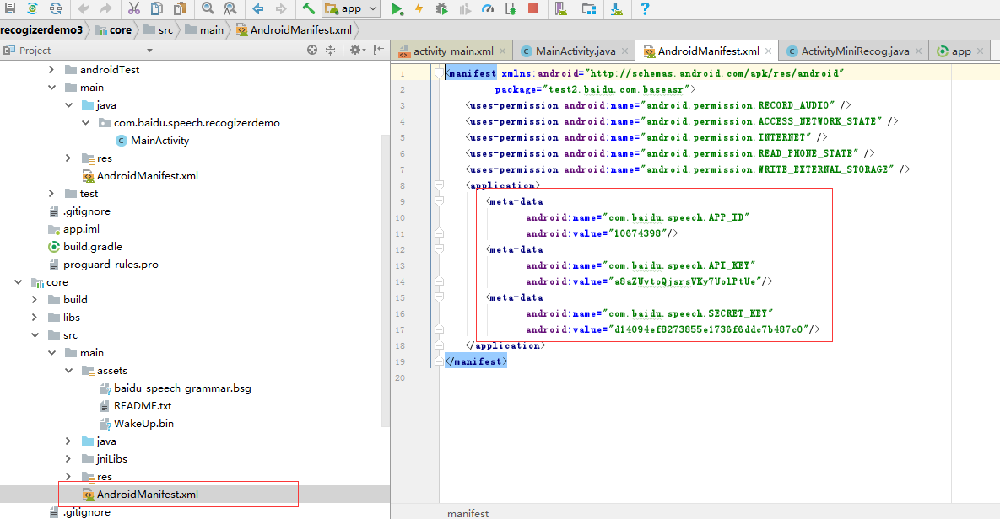 app
recogizerdemo3 core src main AndroidManifest.xml
Project
androidTest
main
java
com.baidu.speech.recogizerdemo
MainActivity
res
AndroidManifest.xml
test
.gitignore
app.iml
build.gradle
proguard-rules.pro
core
build
libs
src
main
assets
baidu_speech_grammar.bsg
README.txt
WakeUp.bin
java
jniLibs
res
AndroidManifest.xml
.gitignore
activity_main.xml MainActivity.java AndroidManifest.xml ActivityMiniRecog.java app
1 <manifest xmlns:android="http://schemas.android.com/apk/res/android"
2 package="test2.baidu.com.baseasr">
3 <uses-permission android:name="android.permission.RECORD_AUDIO" />
4 <uses-permission android:name="android.permission.ACCESS_NETWORK_STATE" />
5 <uses-permission android:name="android.permission.INTERNET" />
6 <uses-permission android:name="android.permission.READ_PHONE_STATE" />
7 <uses-permission android:name="android.permission.WRITE_EXTERNAL_STORAGE" />
8 <application>
9 <meta-data
10 android:name="com.baidu.speech.APP_ID"
11 android:value="10674398"/>
12 <meta-data
13 android:name="com.baidu.speech.API_KEY"
14 android:value="a8aZUvtoQjsrsVKy7UolPtUe"/>
15 <meta-data
16 android:name="com.baidu.speech.SECRET_KEY"
17 android:value="d14094ef8273855e1736f6ddc7b487c0"/>
18 </application>
19 </manifest>
20
manifest